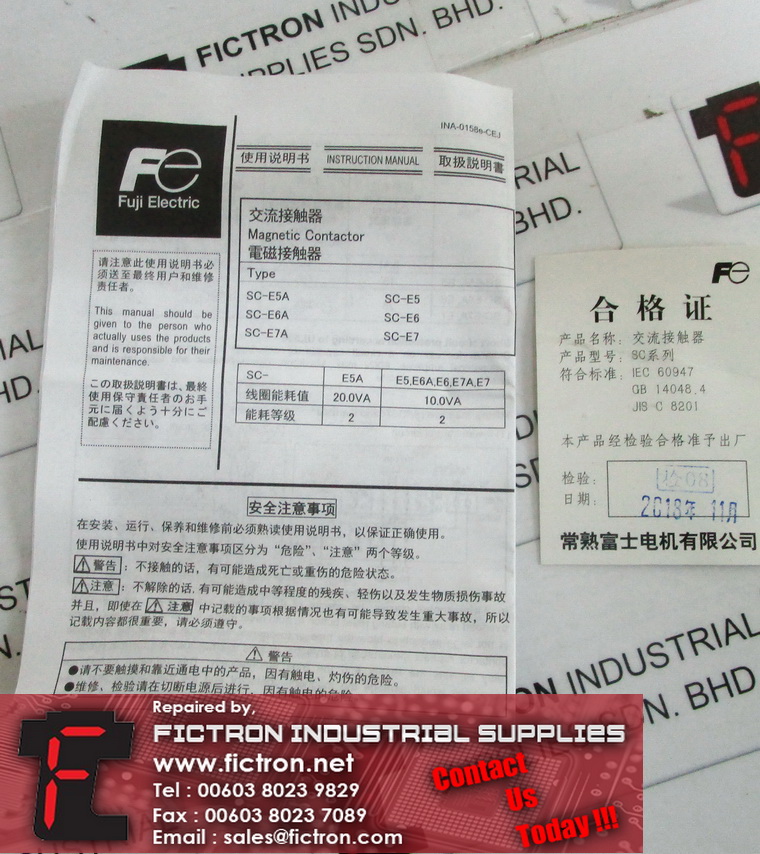 FICTRON INDUS
PPLIES SDN. BHD.
RIAL
BHD.
INA-0158e-CEJ
Fe
Fuji Electric
使用说明书 INSTRUCTION MANUAL 取扱説明書
交流接触器
Magnetic Contactor
電磁接触器
Type
SC-E5A SC-E5
SC-E6A SC-E6
SC-E7A SC-E7
请注意此使用说明书必
须送至最终用户和维修
责任者。
This manual should be
given to the person who
actually uses the products
and is responsible for their
maintenance.
この取扱説明書は、最終
使用保守責任者のお手
元に届くよう十分にご
配慮ください。
SC- E5A E5,E6A,E6,E7A,E7
线圈能耗值 20.0VA 10.0VA
能耗等级 2 2
安全注意事项
在安装、运行、保养和维修前必须熟读使用说明书，以保证正确使用。
使用说明书中对安全注意事项区分为“危险”、“注意”两个等级。
警告：不接触的话，有可能造成死亡或重伤的危险状态。
注意：不解除的话，有可能造成中等程度的残疾、轻伤以及发生物质损伤事故
并且，即使在 注意 中记载的事项根据情况也有可能导致发生重大事故，所以
记载内容都很重要，请必须遵守。
警告
●请不要触摸和靠近通电中的产品，因有触电、灼伤的危险。
●维修，检验请在切断电源后进行，因有触电的危险
Fe
合格证
产品名称：交流接触器
产品型号：SC系列
符合标准：IEC 60947
GB 14048.4
JIS C 8201
本产品经检验合格准予出厂
检验：检08
日期：2018年 11月
常熟富士电机有限公司
IAL
HD.
RON INDUSTRIAL
DN. BHD
Repaired by,
FICTRON INDUSTRIAL SUPPLIES
www.fictron.net
Tel : 00603 8023 9829
Fax : 00603 8023 7089
Email : sales@fictron.com
Contact
Us
Today !!!